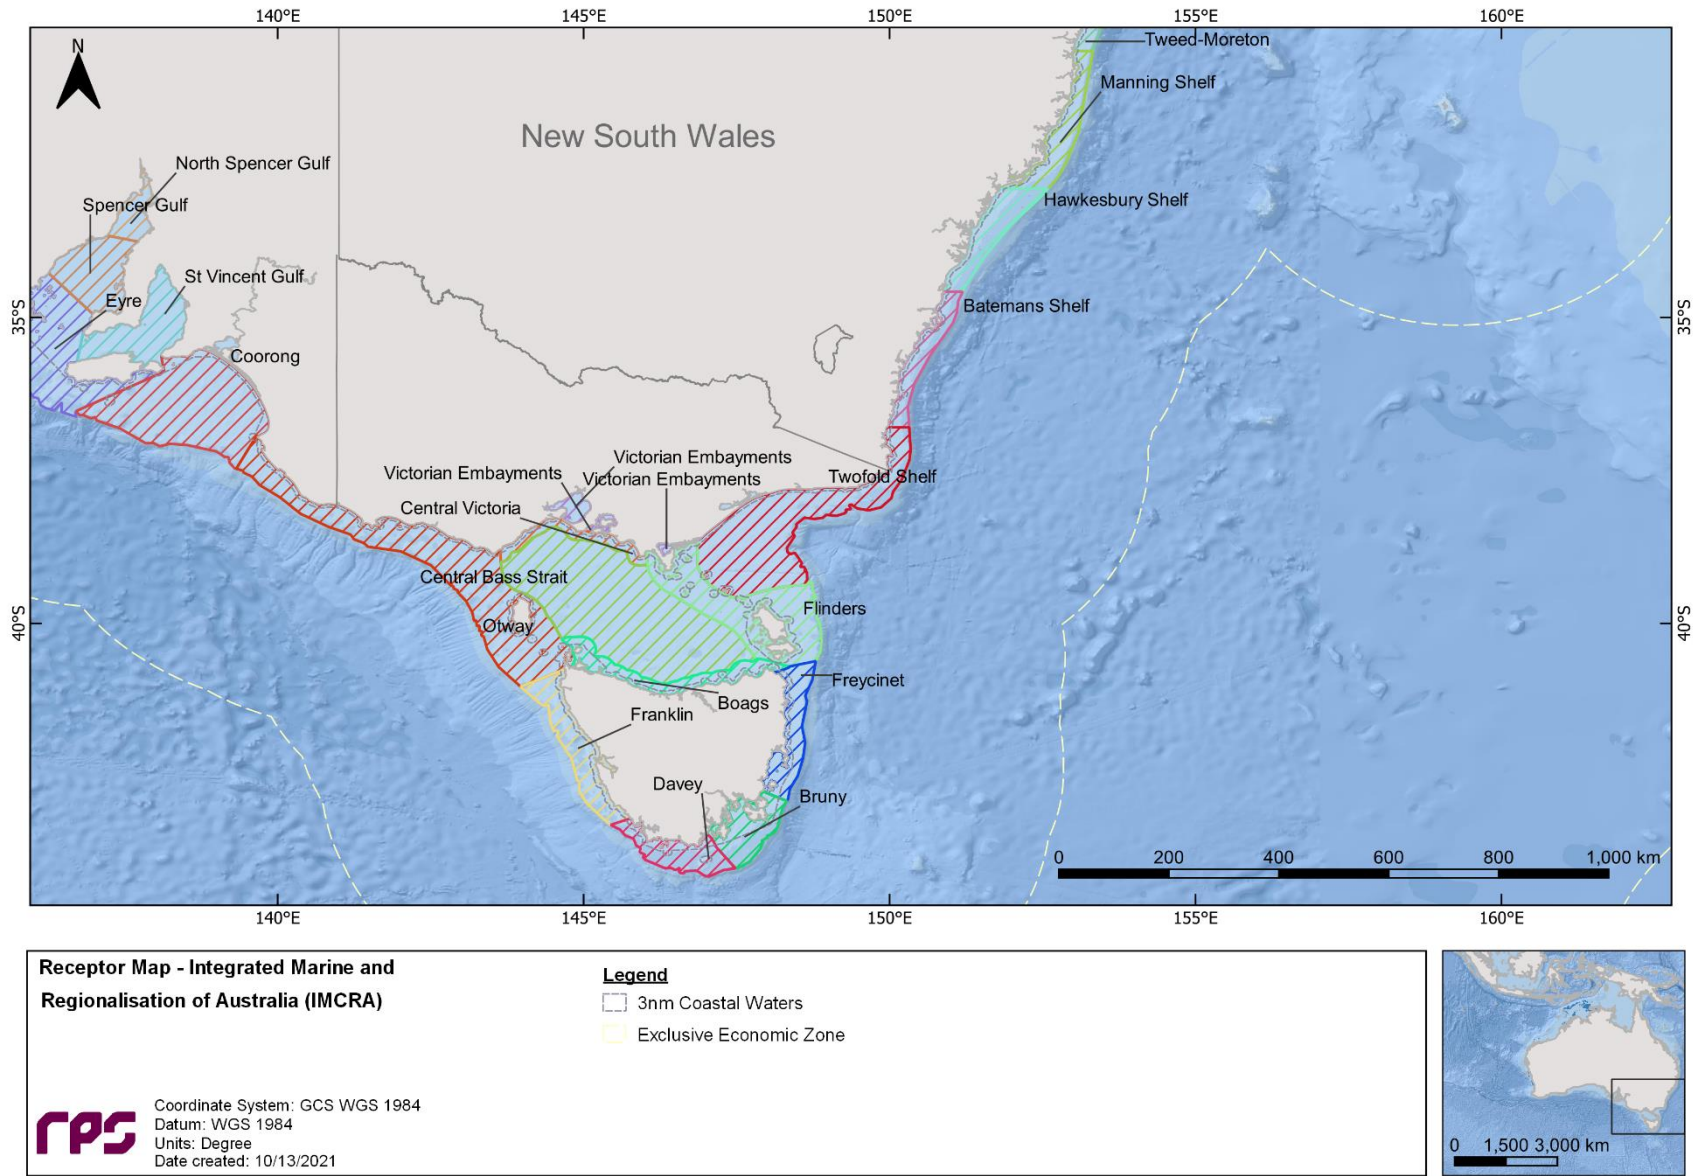 140°E
145°E
150°E
155°E
160°E
N
Tweed-Moreton
Manning Shelf
New South Wales
North Spencer Gulf
Spencer Gulf
Hawkesbury Shelf
St Vincent Gulf
Eyre
Batemans Shelf
35°S
35°S
Coorong
Victorian Embayments
Victorian Embayments
Victorian Embayments
Twofold Shelf
Central Victoria
Central Bass Strait
Flinders
Otway
40°S
40°S
Freycinet
Boags
Franklin
Davey
Bruny
0 200 400 600 800 1,000 km
140°E
145°E
150°E
155°E
160°E
Receptor Map - Integrated Marine and
Regionalisation of Australia (IMCRA)
Legend
3nm Coastal Waters
Exclusive Economic Zone
rps
Coordinate System: GCS WGS 1984
Datum: WGS 1984
Units: Degree
Date created: 10/13/2021
0 1,500 3,000 km